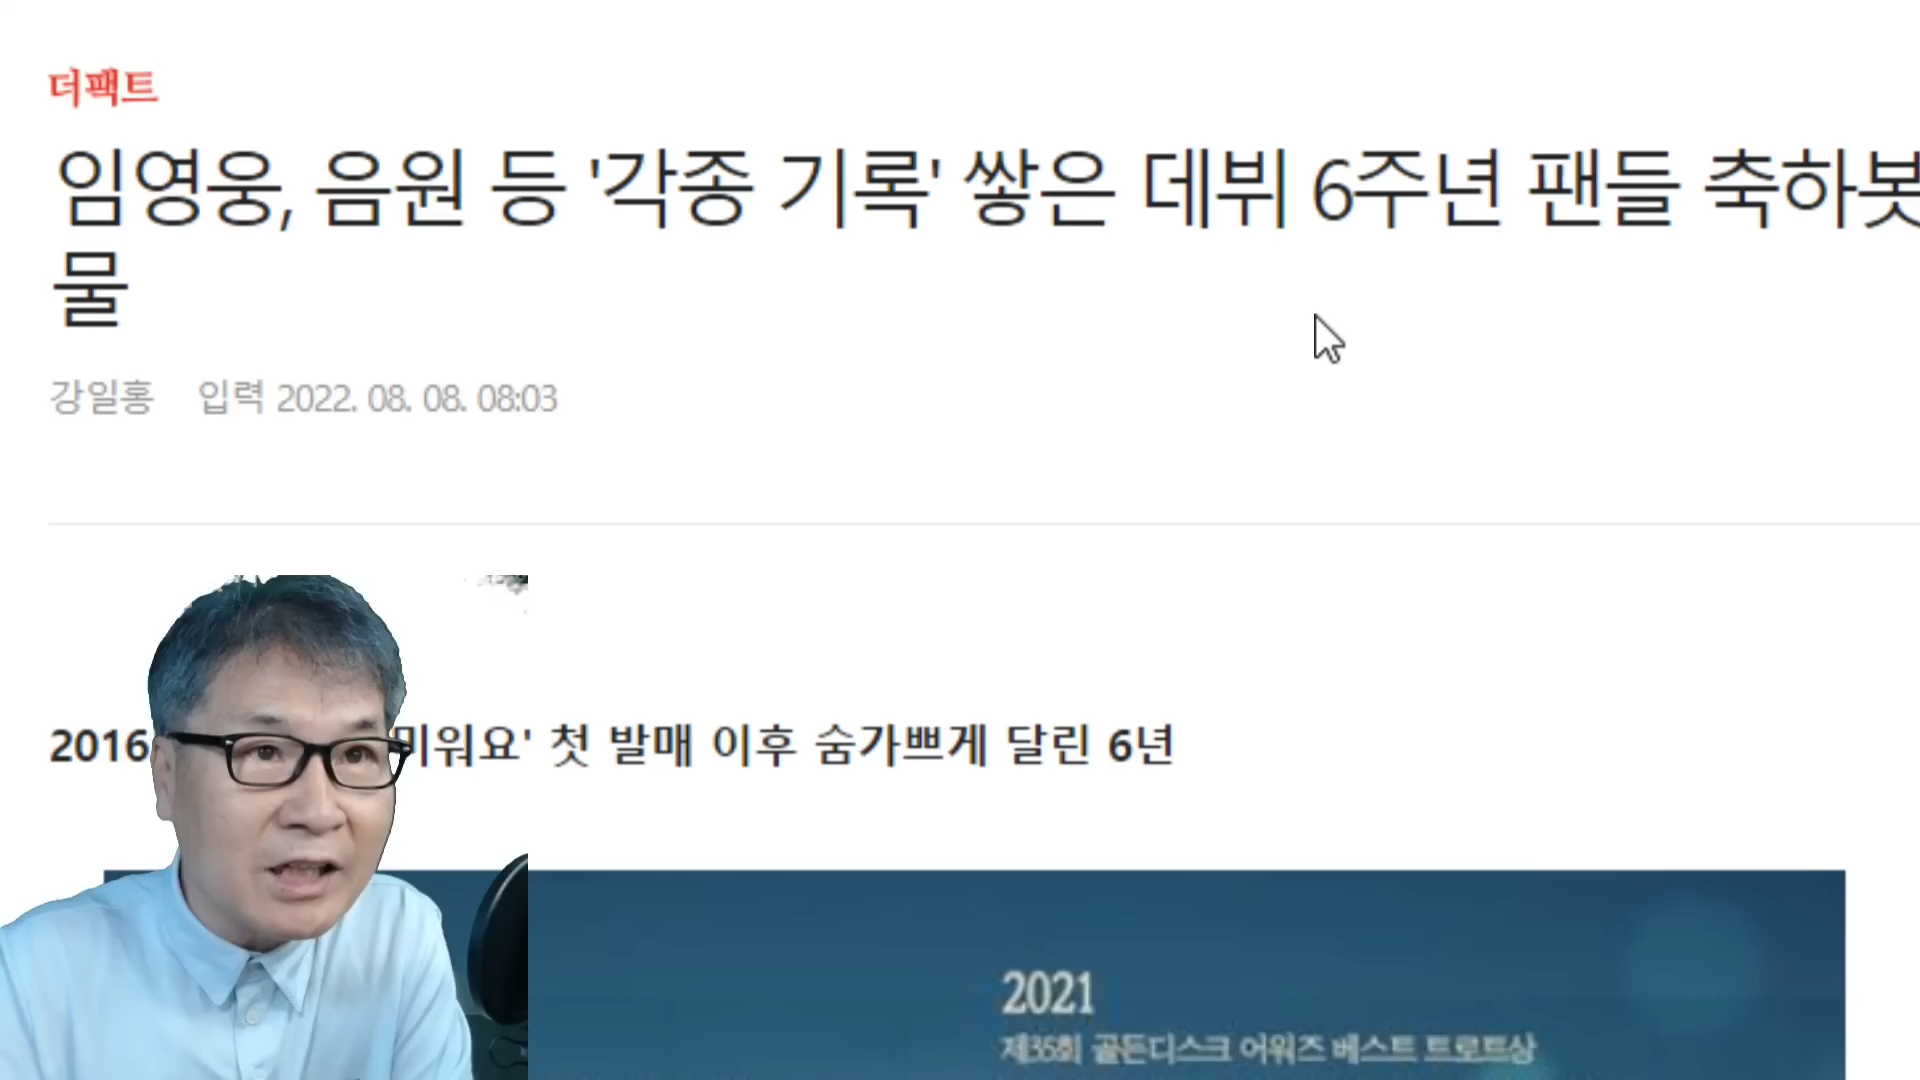 더팩트
임영웅, 음원 등 '각종 기록' 쌓은 데뷔 6주년 팬들 축하봇
물
강일홍 입력 2022. 08. 08. 08:03
2016 미워요' 첫 발매 이후 숨가쁘게 달린 6년
2021
제35회 골든디스크 어워즈 베스트 트로트상